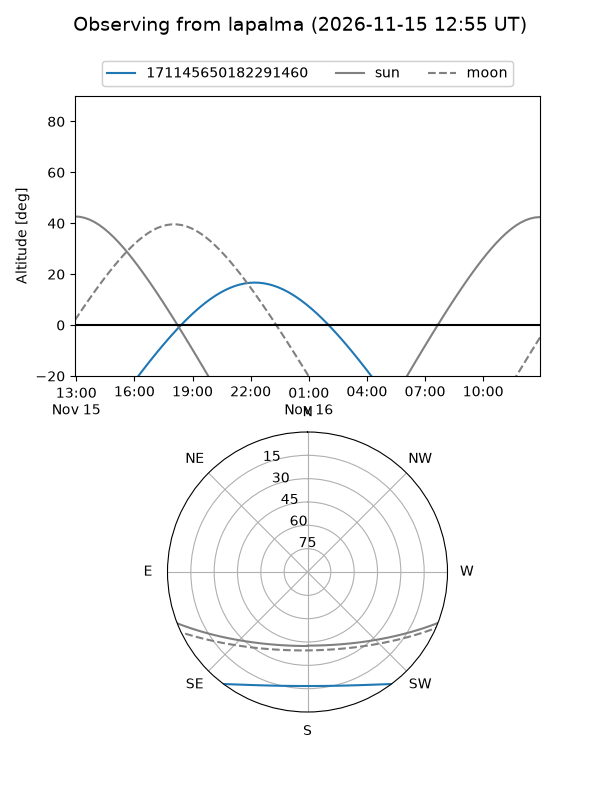 Observing from lapalma (2026-11-15 12:55 UT)
171145650182291460 sun moon
80
60
40
20
0
−20
Altitude [deg]
13:00 16:00 19:00 22:00 01:00 04:00 07:00 10:00
Nov 15 Nov 16
N
NE NW
15
30
45
60
75
E W
SE SW
S